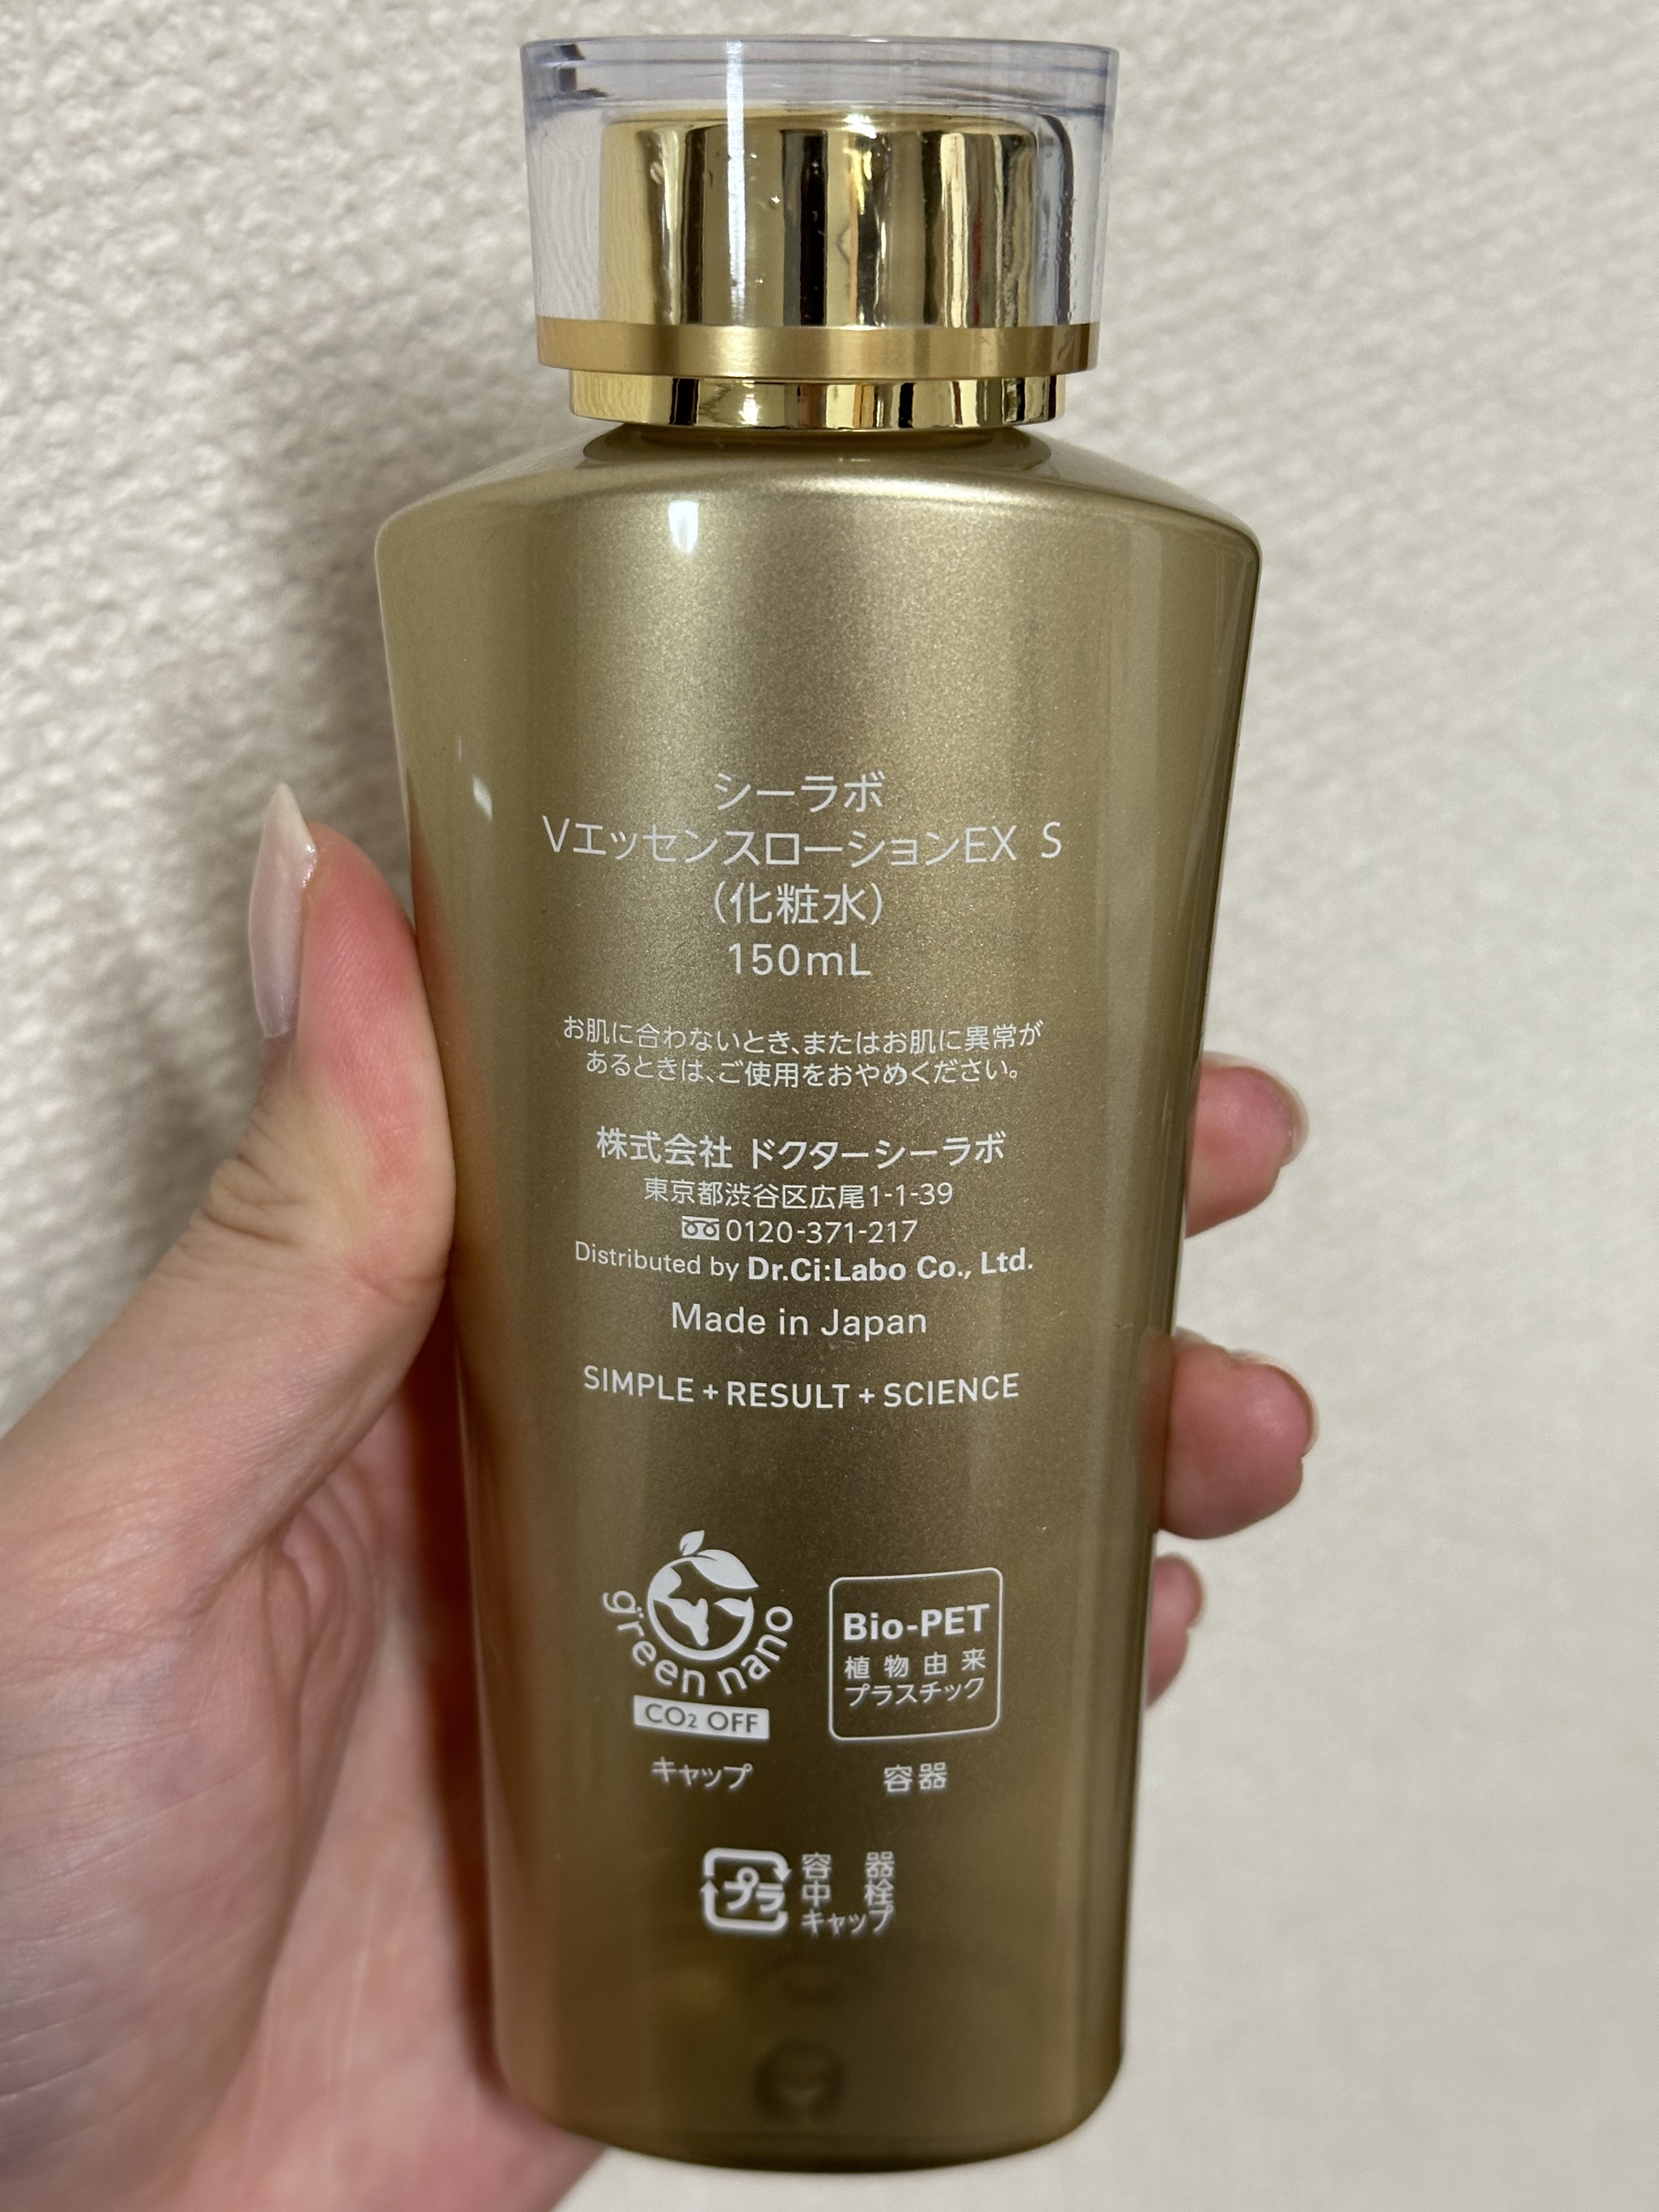 シーラボ
VエッセンスローションEX S
（化粧水）
150mL
お肌に合わないとき、またはお肌に異常が
あるときは、ご使用をおやめください。
株式会社 ドクターシーラボ
東京都渋谷区広尾1-1-39
0120-371-217
Distributed by Dr.Ci:Labo Co., Ltd.
Made in Japan
SIMPLE + RESULT + SCIENCE
green nano
CO₂ OFF
キャップ
Bio-PET
植物由来
プラスチック
容器
プラ
容器
中栓
キャップ